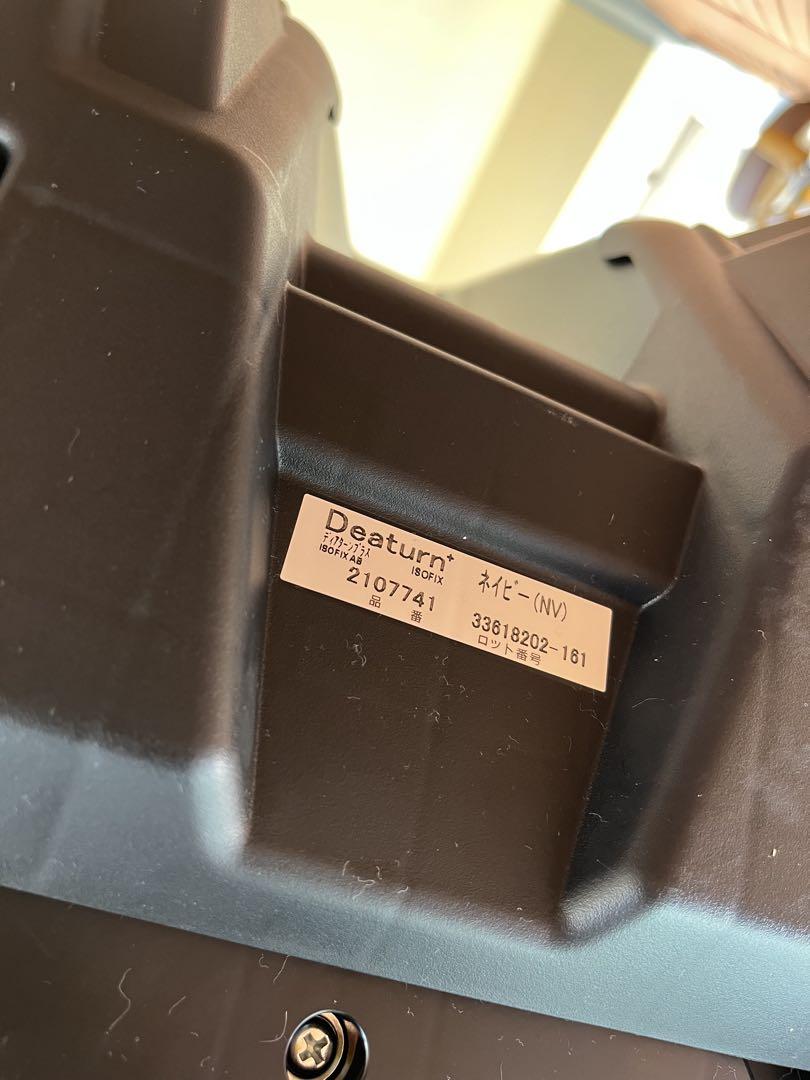 Deaturn+
ディアターンプラス
ISOFIX AB
ISOFIX
2107741
品 番
ネイビー(NV)
33618202-161
ロット番号